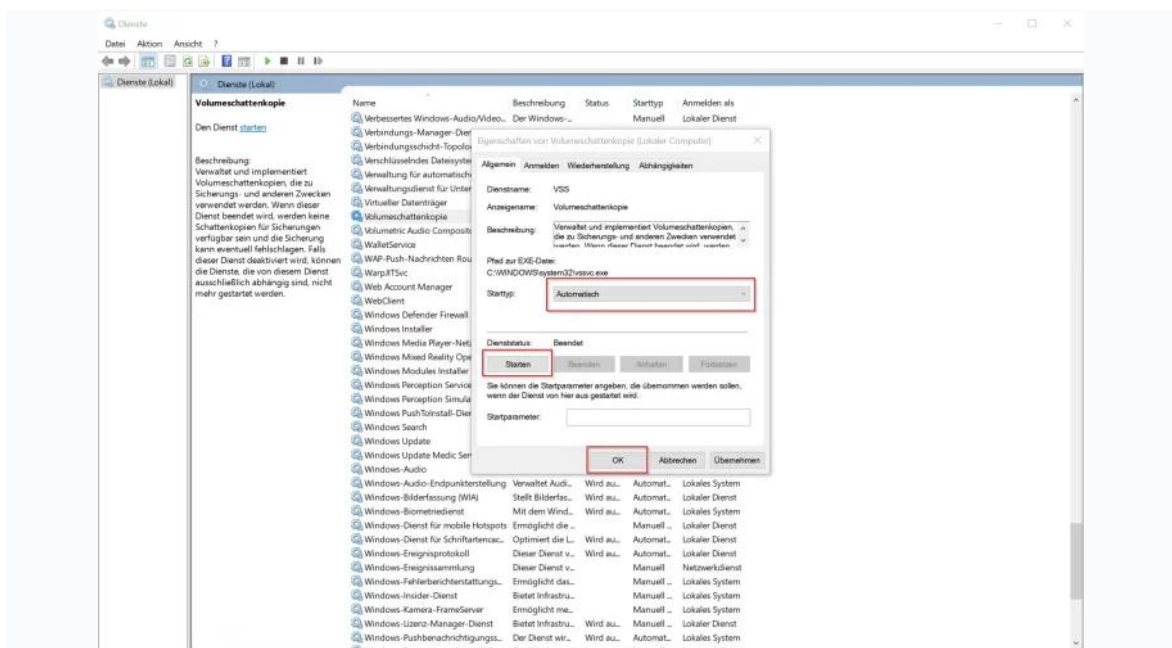 Dienste
Datei Aktion Ansicht ?
Dienste (Lokal)
Dienste (Lokal)
Volumeschattenkopie
Den Dienst starten
Beschreibung:
Verwaltet und implementiert
Volumeschattenkopien, die zu
Sicherungs- und anderen Zwecken
verwendet werden. Wenn dieser
Dienst beendet wird, werden keine
Schattenkopien für Sicherungen
verfügbar sein und die Sicherung
kann eventuell fehlschlagen. Falls
dieser Dienst deaktiviert wird, können
die Dienste, die von diesem Dienst
ausschließlich abhängig sind, nicht
mehr gestartet werden.
Name Beschreibung Status Starttyp Anmelden als
Verbessertes Windows-Audio/Video... Der Windows-... Manuell Lokaler Dienst
Verbindungs-Manager-Dier
Verbindungsschicht-Topolo
Verschlüsselndes Dateisyste
Verwaltung für automatisch
Verwaltungsdienst für Unter
Virtueller Datenträger
Volumeschattenkopie
Volumetric Audio Composit
WalletService
WAP-Push-Nachrichten Rou
WarpJITSvc
Web Account Manager
WebClient
Windows Defender Firewall
Windows Installer
Windows Media Player-Net
Windows Mixed Reality Ope
Windows Modules Installer
Windows Perception Service
Windows Perception Simula
Windows PushToInstall-Dier
Windows Search
Windows Update
Windows Update Medic Ser
Windows-Audio
Windows-Audio-Endpunkterstellung Verwaltet Audi... Wird au... Automat... Lokales System
Windows-Bilderfassung (WIA) Stellt Bilderfas... Wird au... Automat... Lokaler Dienst
Windows-Biometriedienst Mit dem Wind... Wird au... Automat... Lokales System
Windows-Dienst für mobile Hotspots Ermöglicht die ... Manuell ... Lokaler Dienst
Windows-Dienst für Schriftartencac... Optimiert die L... Wird au... Automat... Lokaler Dienst
Windows-Ereignisprotokoll Dieser Dienst v... Wird au... Automat... Lokaler Dienst
Windows-Ereignissammlung Dieser Dienst v... Manuell Netzwerkdienst
Windows-Fehlerberichterstattungs... Ermöglicht das... Manuell ... Lokales System
Windows-Insider-Dienst Bietet Infrastru... Manuell ... Lokales System
Windows-Kamera-FrameServer Ermöglicht me... Manuell ... Lokales System
Windows-Lizenz-Manager-Dienst Bietet Infrastru... Wird au... Manuell ... Lokaler Dienst
Windows-Pushbenachrichtigungss... Der Dienst wir... Wird au... Automat... Lokales System
Eigenschaften von Volumeschattenkopie (Lokaler Computer)
Allgemein Anmelden Wiederherstellung Abhängigkeiten
Dienstname: VSS
Anzeigename: Volumeschattenkopie
Beschreibung: Verwaltet und implementiert Volumeschattenkopien,
die zu Sicherungs- und anderen Zwecken verwendet
werden. Wenn dieser Dienst beendet wird, werden
Pfad zur EXE-Datei:
C:\WINDOWS\system32\vssvc.exe
Starttyp: Automatisch
Dienststatus: Beendet
Starten Beenden Anhalten Fortsetzen
Sie können die Startparameter angeben, die übernommen werden sollen,
wenn der Dienst von hier aus gestartet wird.
Startparameter:
OK Abbrechen Übernehmen